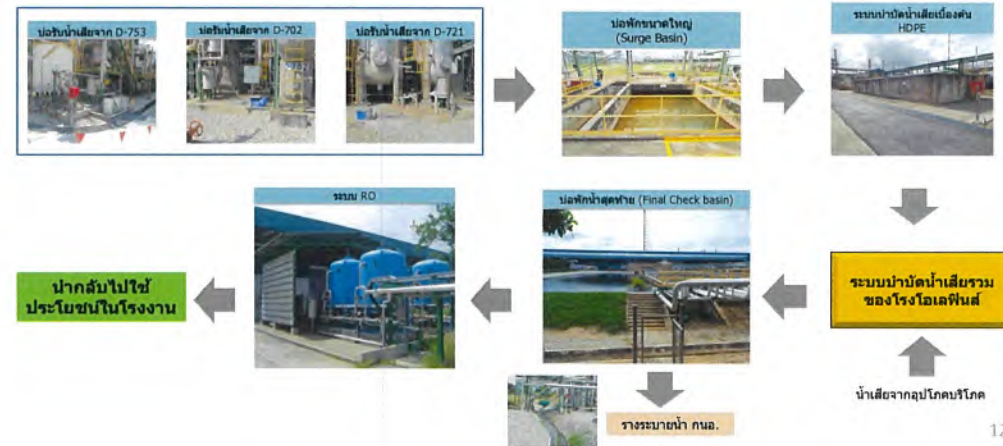 บ่อรับน้ำเสียจาก D-753
บ่อรับน้ำเสียจาก D-702
บ่อรับน้ำเสียจาก D-721
บ่อพักขนาดใหญ่
(Surge Basin)
ระบบบำบัดน้ำเสียเบื้องต้น
HDPE
ระบบ RO
บ่อพักน้ำสุดท้าย (Final Check basin)
นำกลับไปใช้
ประโยชน์ในโรงงาน
ระบบบำบัดน้ำเสียรวม
ของโรงโอเลฟินส์
น้ำเสียจากอุปโภคบริโภค
รางระบายน้ำ กนอ.
12